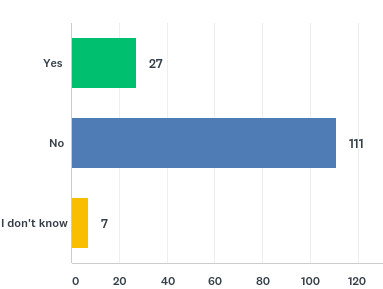 Yes 27
No 111
I don't know 7
0 20 40 60 80 100 120